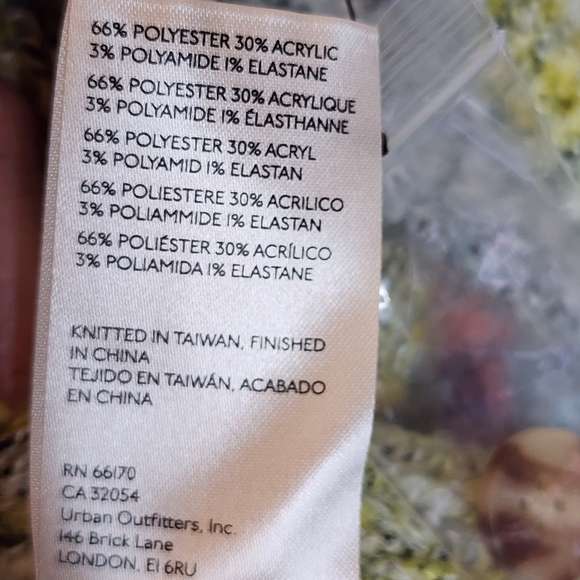 66% POLYESTER 30% ACRYLIC
3% POLYAMIDE 1% ELASTANE
66% POLYESTER 30% ACRYLIQUE
3% POLYAMIDE 1% ÉLASTHANNE
66% POLYESTER 30% ACRYL
3% POLYAMID 1% ELASTAN
66% POLIESTERE 30% ACRILICO
3% POLIAMMIDE 1% ELASTAN
66% POLIÉSTER 30% ACRÍLICO
3% POLIAMIDA 1% ELASTANE
KNITTED IN TAIWAN, FINISHED
IN CHINA
TEJIDO EN TAIWÁN, ACABADO
EN CHINA
RN 66170
CA 32054
Urban Outfitters, Inc.
146 Brick Lane
LONDON, E1 6RU